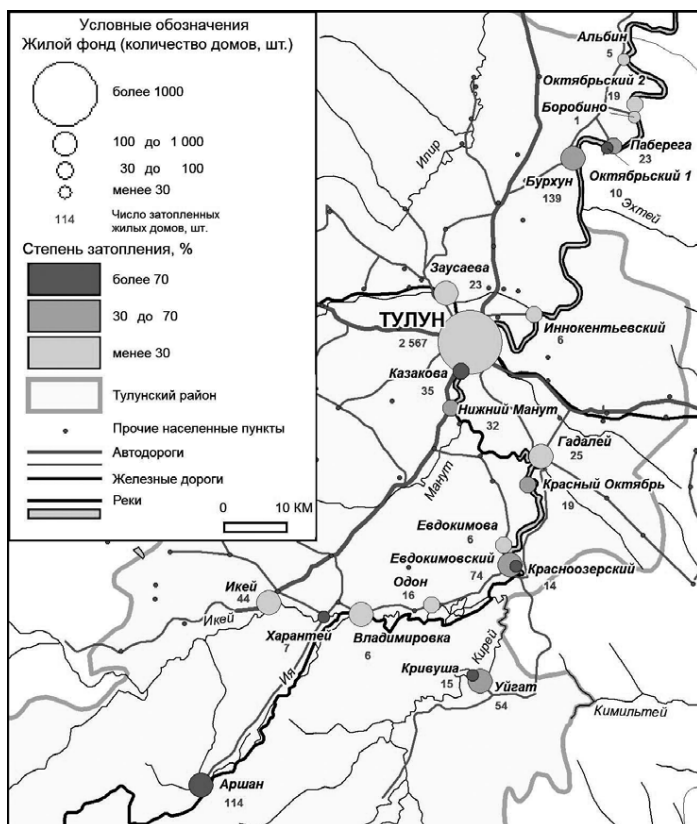 Условные обозначения
Жилой фонд (количество домов, шт.)
более 1000
100 до 1 000
30 до 100
менее 30
114
Число затопленных
жилых домов, шт.
Степень затопления, %
более 70
30 до 70
менее 30
Тулунский район
Прочие населенные пункты
Автодороги
Железные дороги
Реки
0 10 КМ
Альбин
5
Октябрьский 2
19
Боробино
1
Паберега
23
Октябрьский 1
10
Бурхун
139
Илир
Эхтей
Заусаева
23
ТУЛУН
2 567
Иннокентьевский
6
Казакова
35
Нижний Манут
32
Гадалей
25
Манут
Красный Октябрь
19
Евдокимова
6
Евдокимовский
74
Красноозерский
14
Одон
16
Икей
44
Икей
Харантей
7
Владимировка
6
Ия
Кирей
Кривуша
15
Уйгат
54
Кимильтей
Аршан
114